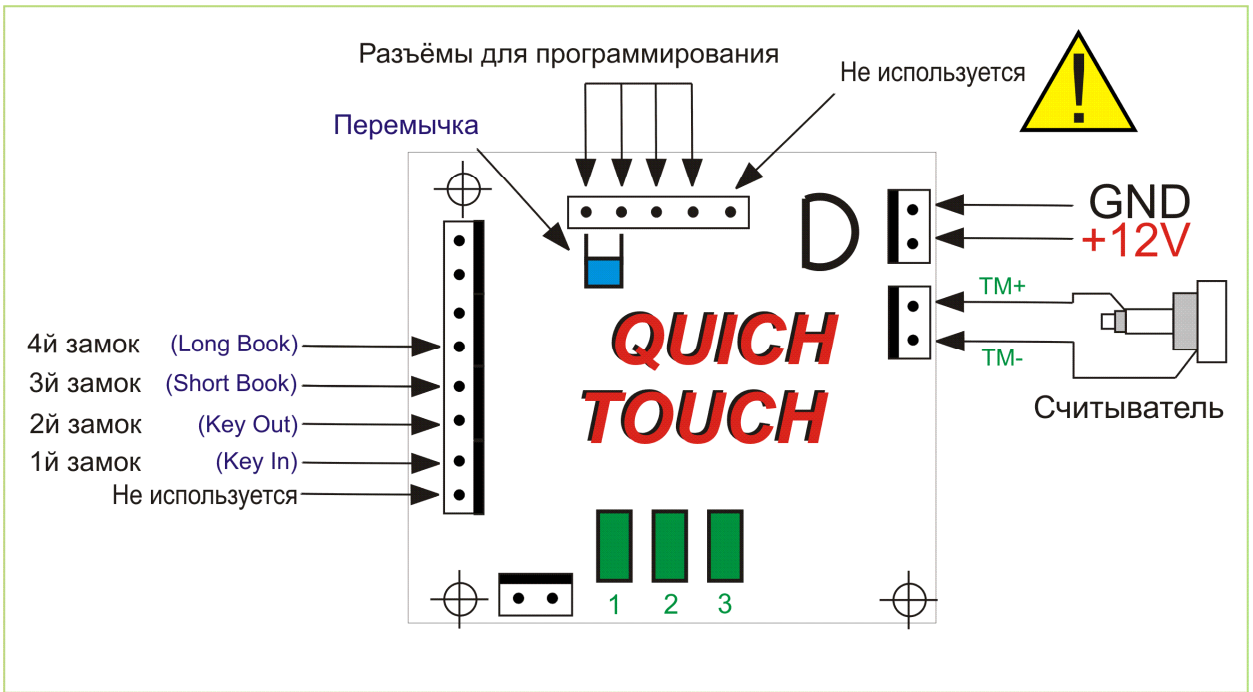 Разъёмы для программирования
Не используется
!
Перемычка
GND
+12V
TM+
TM-
Считыватель
QUICH
TOUCH
4й замок (Long Book)
3й замок (Short Book)
2й замок (Key Out)
1й замок (Key In)
Не используется
1 2 3